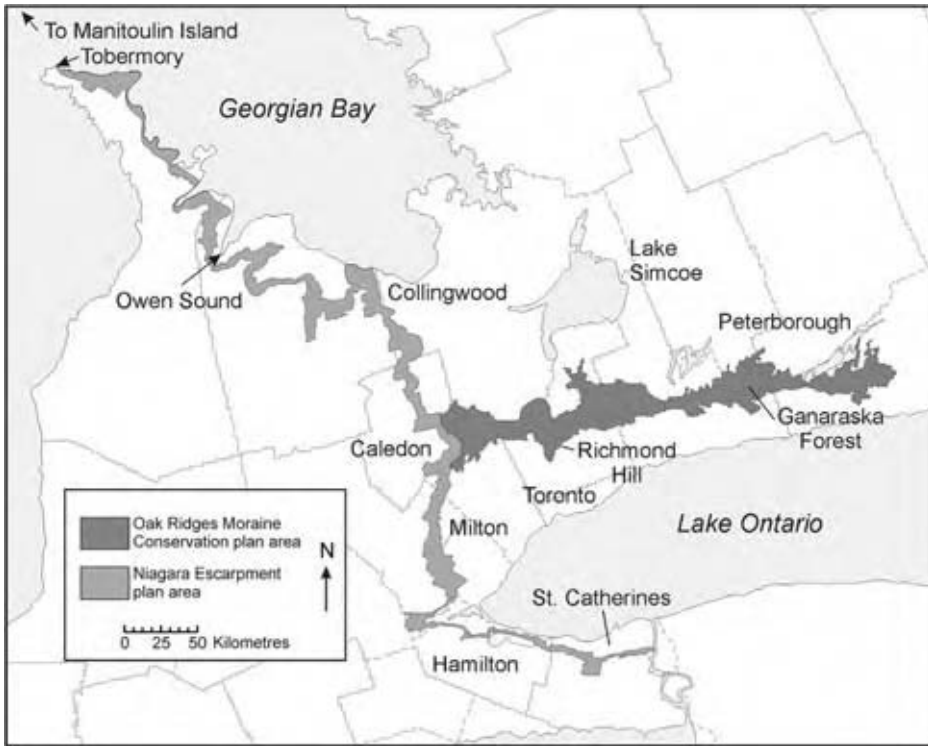 To Manitoulin Island
Tobermory
Georgian Bay
Lake
Simcoe
Owen Sound
Collingwood
Peterborough
Ganaraska
Forest
Caledon
Richmond
Hill
Toronto
Milton
Lake Ontario
Oak Ridges Moraine
Conservation plan area
Niagara Escarpment
plan area
N
0 25 50 Kilometres
St. Catherines
Hamilton